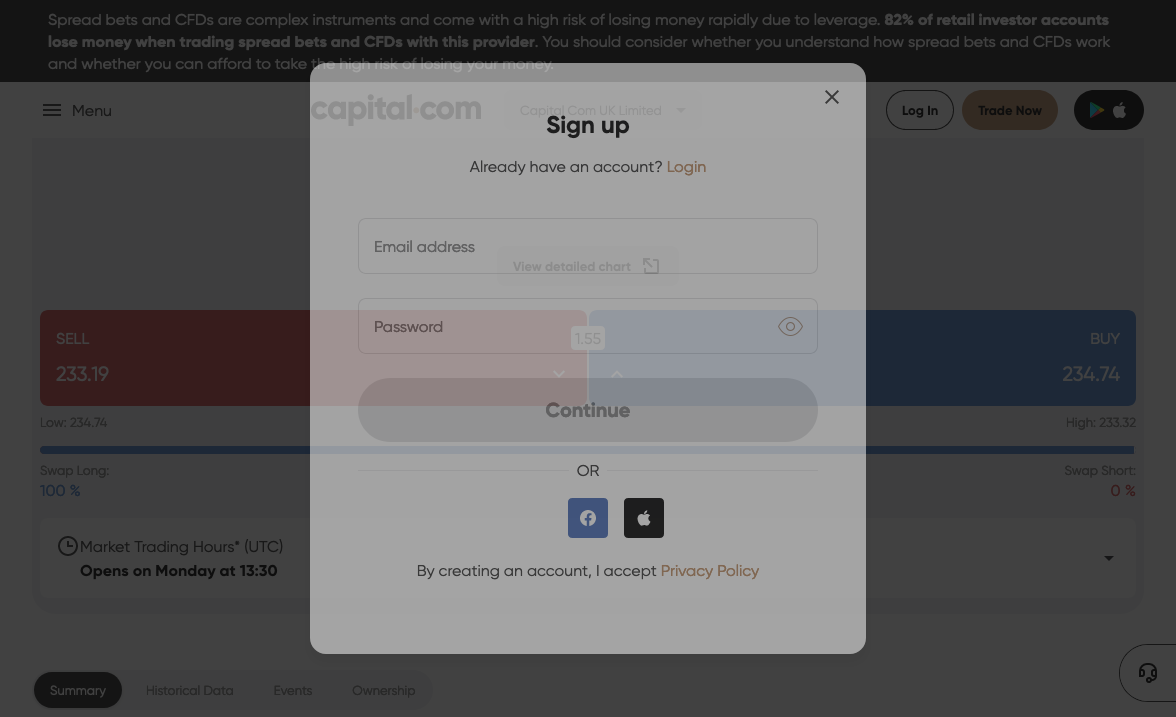 Spread bets and CFDs are complex instruments and come with a high risk of losing money rapidly due to leverage. 82% of retail investor accounts
lose money when trading spread bets and CFDs with this provider. You should consider whether you understand how spread bets and CFDs work
and whether you can afford to take the high risk of losing your money.
Menu
capital.com
Capital Com UK Limited
Log In
Trade Now
Sign up
Already have an account? Login
Email address
View detailed chart
Password
SELL
233.19
1.55
BUY
234.74
Continue
Low: 234.74
High: 233.32
Swap Long:
100 %
Swap Short:
0 %
OR
Market Trading Hours* (UTC)
Opens on Monday at 13:30
By creating an account, I accept Privacy Policy
Summary
Historical Data
Events
Ownership